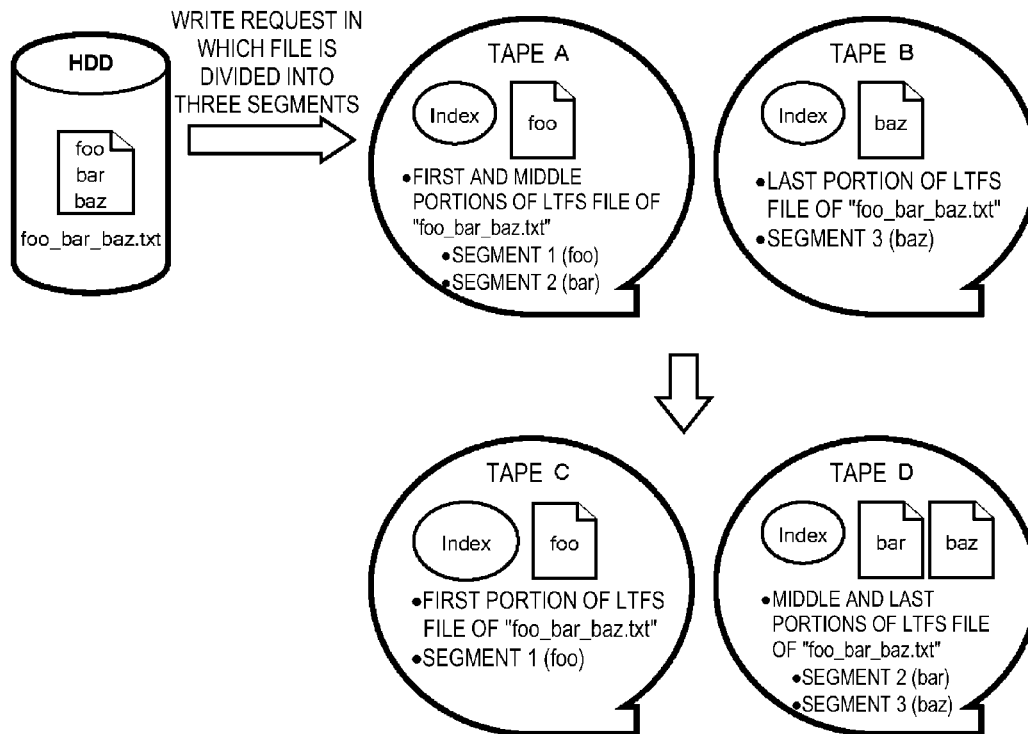 HDD
foo
bar
baz
foo_bar_baz.txt
WRITE REQUEST IN
WHICH FILE IS
DIVIDED INTO
THREE SEGMENTS
TAPE A
Index
foo
•FIRST AND MIDDLE
PORTIONS OF LTFS FILE OF
"foo_bar_baz.txt"
•SEGMENT 1 (foo)
•SEGMENT 2 (bar)
TAPE B
Index
baz
•LAST PORTION OF LTFS
FILE OF "foo_bar_baz.txt"
•SEGMENT 3 (baz)
TAPE C
Index
foo
•FIRST PORTION OF LTFS
FILE OF "foo_bar_baz.txt"
•SEGMENT 1 (foo)
TAPE D
Index
bar
baz
•MIDDLE AND LAST
PORTIONS OF LTFS FILE
OF "foo_bar_baz.txt"
•SEGMENT 2 (bar)
•SEGMENT 3 (baz)